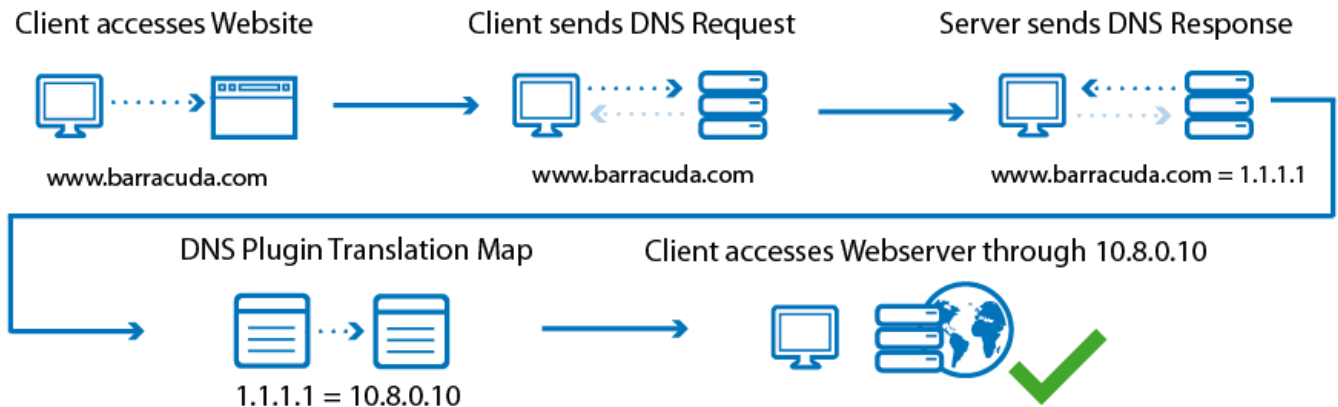 Client accesses Website
Client sends DNS Request
Server sends DNS Response
www.barracuda.com
www.barracuda.com
www.barracuda.com = 1.1.1.1
DNS Plugin Translation Map
Client accesses Webserver through 10.8.0.10
1.1.1.1 = 10.8.0.10